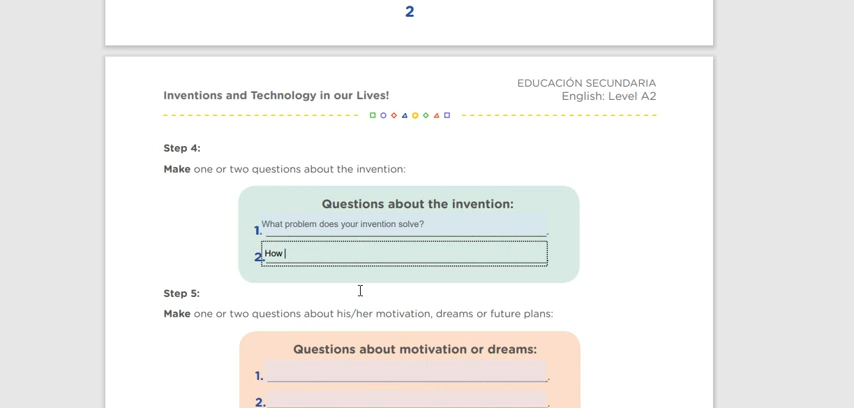 2
EDUCACIÓN SECUNDARIA
Inventions and Technology in our Lives!
English: Level A2
Step 4:
Make one or two questions about the invention:
Questions about the invention:
1. What problem does your invention solve?
2. How
Step 5:
Make one or two questions about his/her motivation, dreams or future plans:
Questions about motivation or dreams:
1.
2.